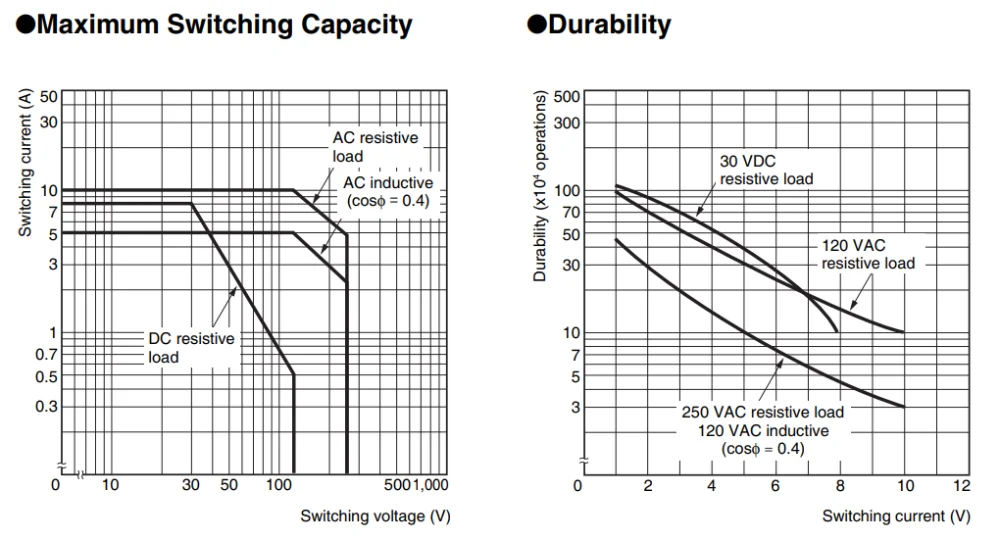 ●Maximum Switching Capacity
Switching current (A)
50
30
10
7
5
3
1
0.7
0.5
0.3
AC resistive
load
AC inductive
(cosϕ = 0.4)
DC resistive
load
0 10 30 50 100 500 1,000
Switching voltage (V)
●Durability
Durability (x10⁴ operations)
500
300
100
70
50
30
10
7
5
3
30 VDC
resistive load
120 VAC
resistive load
250 VAC resistive load
120 VAC inductive
(cosϕ = 0.4)
0 2 4 6 8 10 12
Switching current (V)